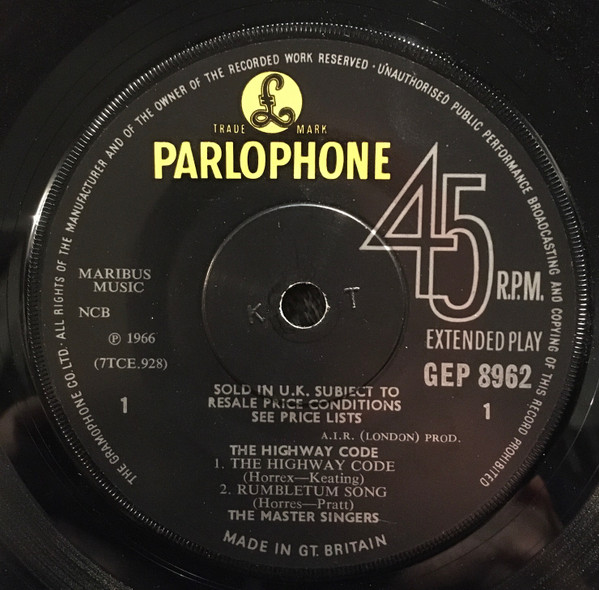 THE GRAMOPHONE CO. LTD. ALL RIGHTS OF THE MANUFACTURER AND OF THE OWNER OF THE RECORDED WORK RESERVED · UNAUTHORISED PUBLIC PERFORMANCE BROADCASTING AND COPYING OF THIS RECORD PROHIBITED
£
TRADE MARK
PARLOPHONE
45 R.P.M.
EXTENDED PLAY
GEP 8962
1
MARIBUS
MUSIC
NCB
℗ 1966
(7TCE.928)
1
K T
SOLD IN U.K. SUBJECT TO
RESALE PRICE CONDITIONS
SEE PRICE LISTS
A.I.R. (LONDON) PROD.
THE HIGHWAY CODE
1. THE HIGHWAY CODE
(Horrex—Keating)
2. RUMBLETUM SONG
(Horres—Pratt)
THE MASTER SINGERS
MADE IN GT. BRITAIN